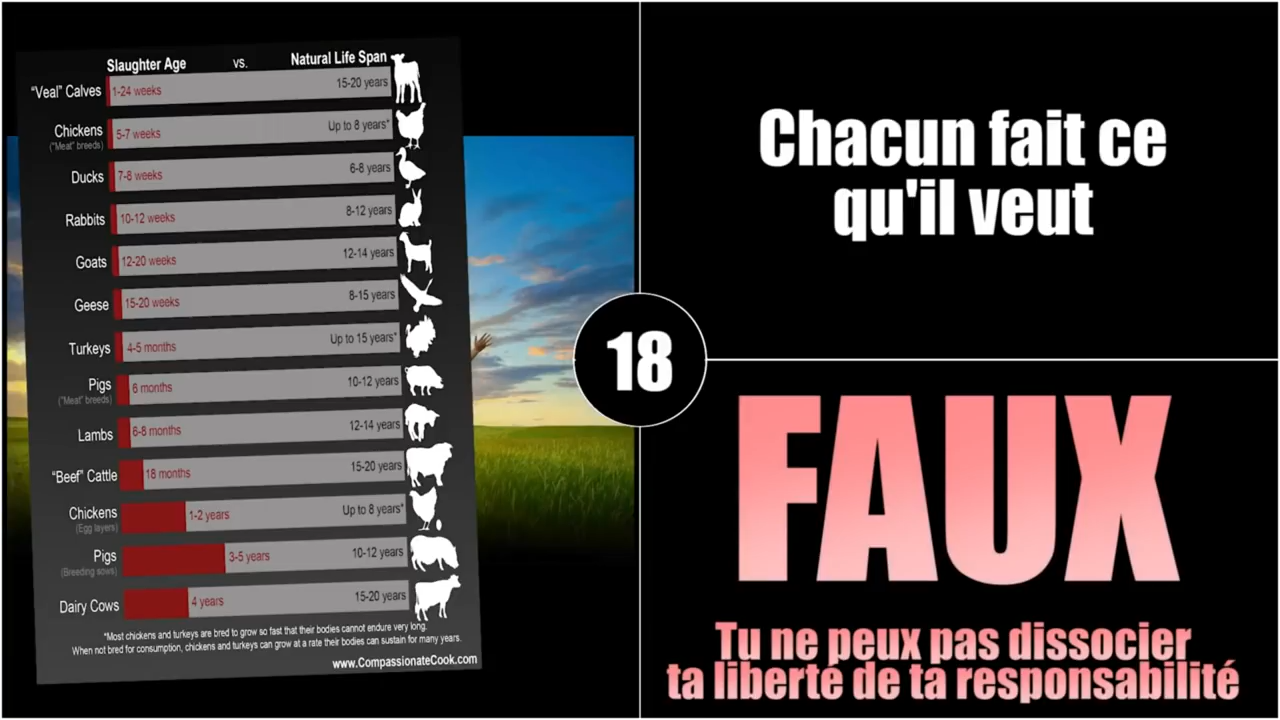 Slaughter Age vs. Natural Life Span
"Veal" Calves 1-24 weeks 15-20 years
Chickens 5-7 weeks Up to 8 years*
("Meat" breeds)
Ducks 7-8 weeks 6-8 years
Rabbits 10-12 weeks 8-12 years
Goats 12-20 weeks 12-14 years
Geese 15-20 weeks 8-15 years
Turkeys 4-5 months Up to 15 years*
Pigs 6 months 10-12 years
("Meat" breeds)
Lambs 6-8 months 12-14 years
"Beef" Cattle 18 months 15-20 years
Chickens 1-2 years Up to 8 years*
(Egg layers)
Pigs 3-5 years 10-12 years
(Breeding sows)
Dairy Cows 4 years 15-20 years
*Most chickens and turkeys are bred to grow so fast that their bodies cannot endure very long.
When not bred for consumption, chickens and turkeys can grow at a rate their bodies can sustain for many years.
www.CompassionateCook.com
Chacun fait ce
qu'il veut
18
FAUX
Tu ne peux pas dissocier
ta liberté de ta responsabilité